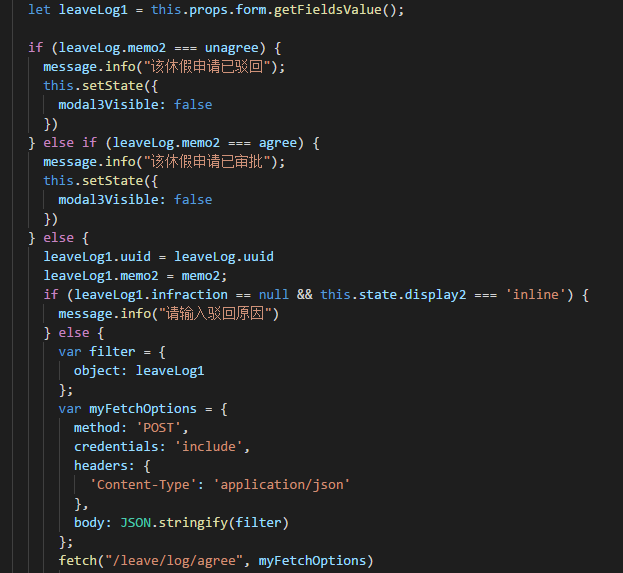 let leaveLog1 = this.props.form.getFieldsValue();
if (leaveLog.memo2 === unagree) {
message.info("该休假申请已驳回");
this.setState({
modal3Visible: false
})
} else if (leaveLog.memo2 === agree) {
message.info("该休假申请已审批");
this.setState({
modal3Visible: false
})
} else {
leaveLog1.uuid = leaveLog.uuid
leaveLog1.memo2 = memo2;
if (leaveLog1.infraction == null && this.state.display2 === 'inline') {
message.info("请输入驳回原因")
} else {
var filter = {
object: leaveLog1
};
var myFetchOptions = {
method: 'POST',
credentials: 'include',
headers: {
'Content-Type': 'application/json'
},
body: JSON.stringify(filter)
};
fetch("/leave/log/agree", myFetchOptions)